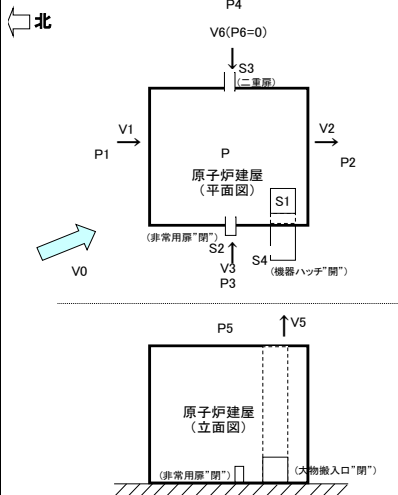 北
P4
V6(P6=0)
S3
(二重扉)
V1
V2
P1
P
P2
原子炉建屋
(平面図)
S1
(非常用扉"閉")
S2
S4
V3
(機器ハッチ"開")
V0
P3
P5
V5
原子炉建屋
(立面図)
(非常用扉"閉")
(大物搬入口"閉")